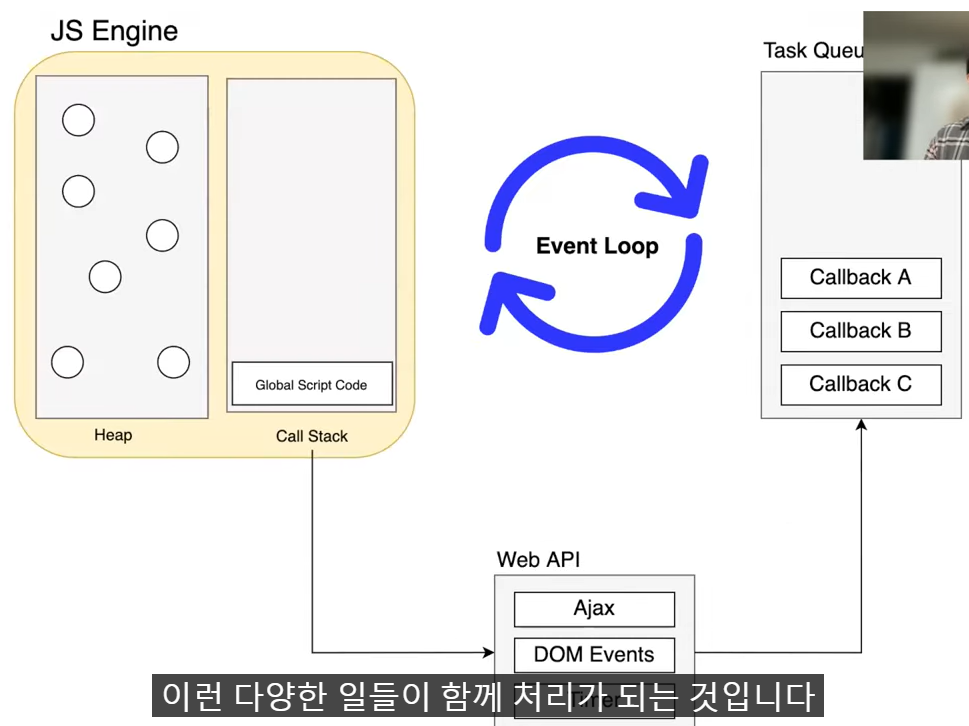 JS Engine
Heap
Global Script Code
Call Stack
Event Loop
Task Queu
Callback A
Callback B
Callback C
Web API
Ajax
DOM Events
이런 다양한 일들이 함께 처리가 되는 것입니다